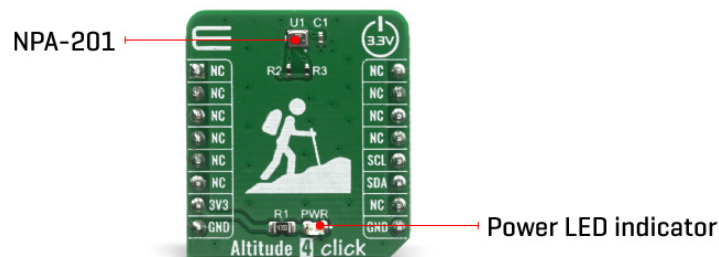 NPA-201
U1 C1
3.3V
R2 R3
NC NC
NC NC
NC NC
NC NC
NC SCL
NC SDA
3V3 NC
GND GND
R1 PWR
Power LED indicator
Altitude 4 click